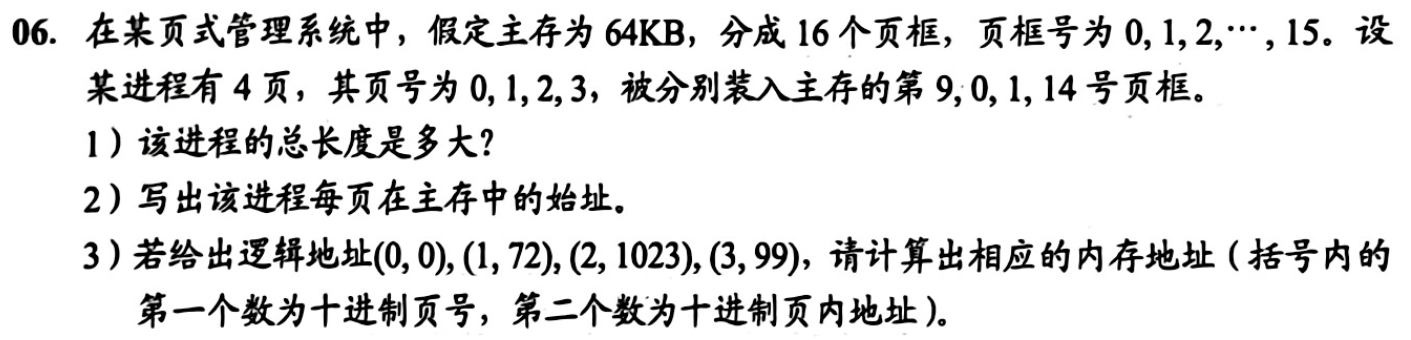 06. 在某页式管理系统中，假定主存为 64KB，分成 16 个页框，页框号为 0, 1, 2,⋯, 15。设
某进程有 4 页，其页号为 0, 1, 2, 3，被分别装入主存的第 9, 0, 1, 14 号页框。
1）该进程的总长度是多大？
2）写出该进程每页在主存中的始址。
3）若给出逻辑地址(0, 0), (1, 72), (2, 1023), (3, 99)，请计算出相应的内存地址（括号内的
第一个数为十进制页号，第二个数为十进制页内地址）。